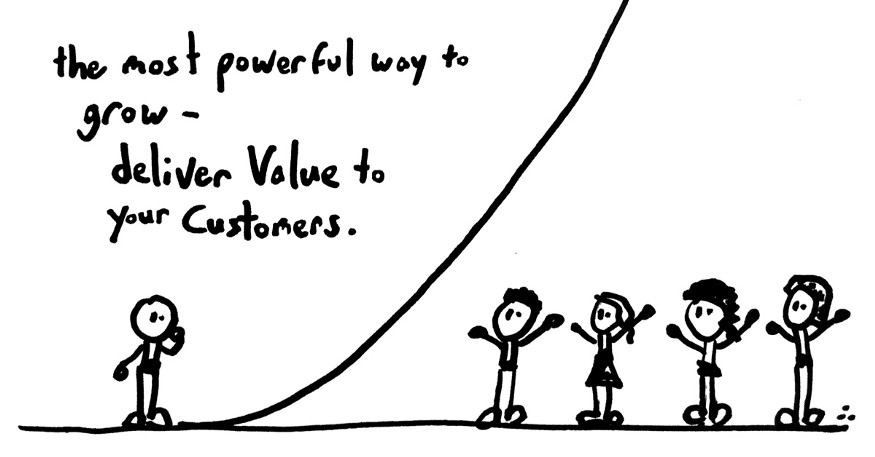 the most powerful way to
grow -
deliver Value to
your Customers.